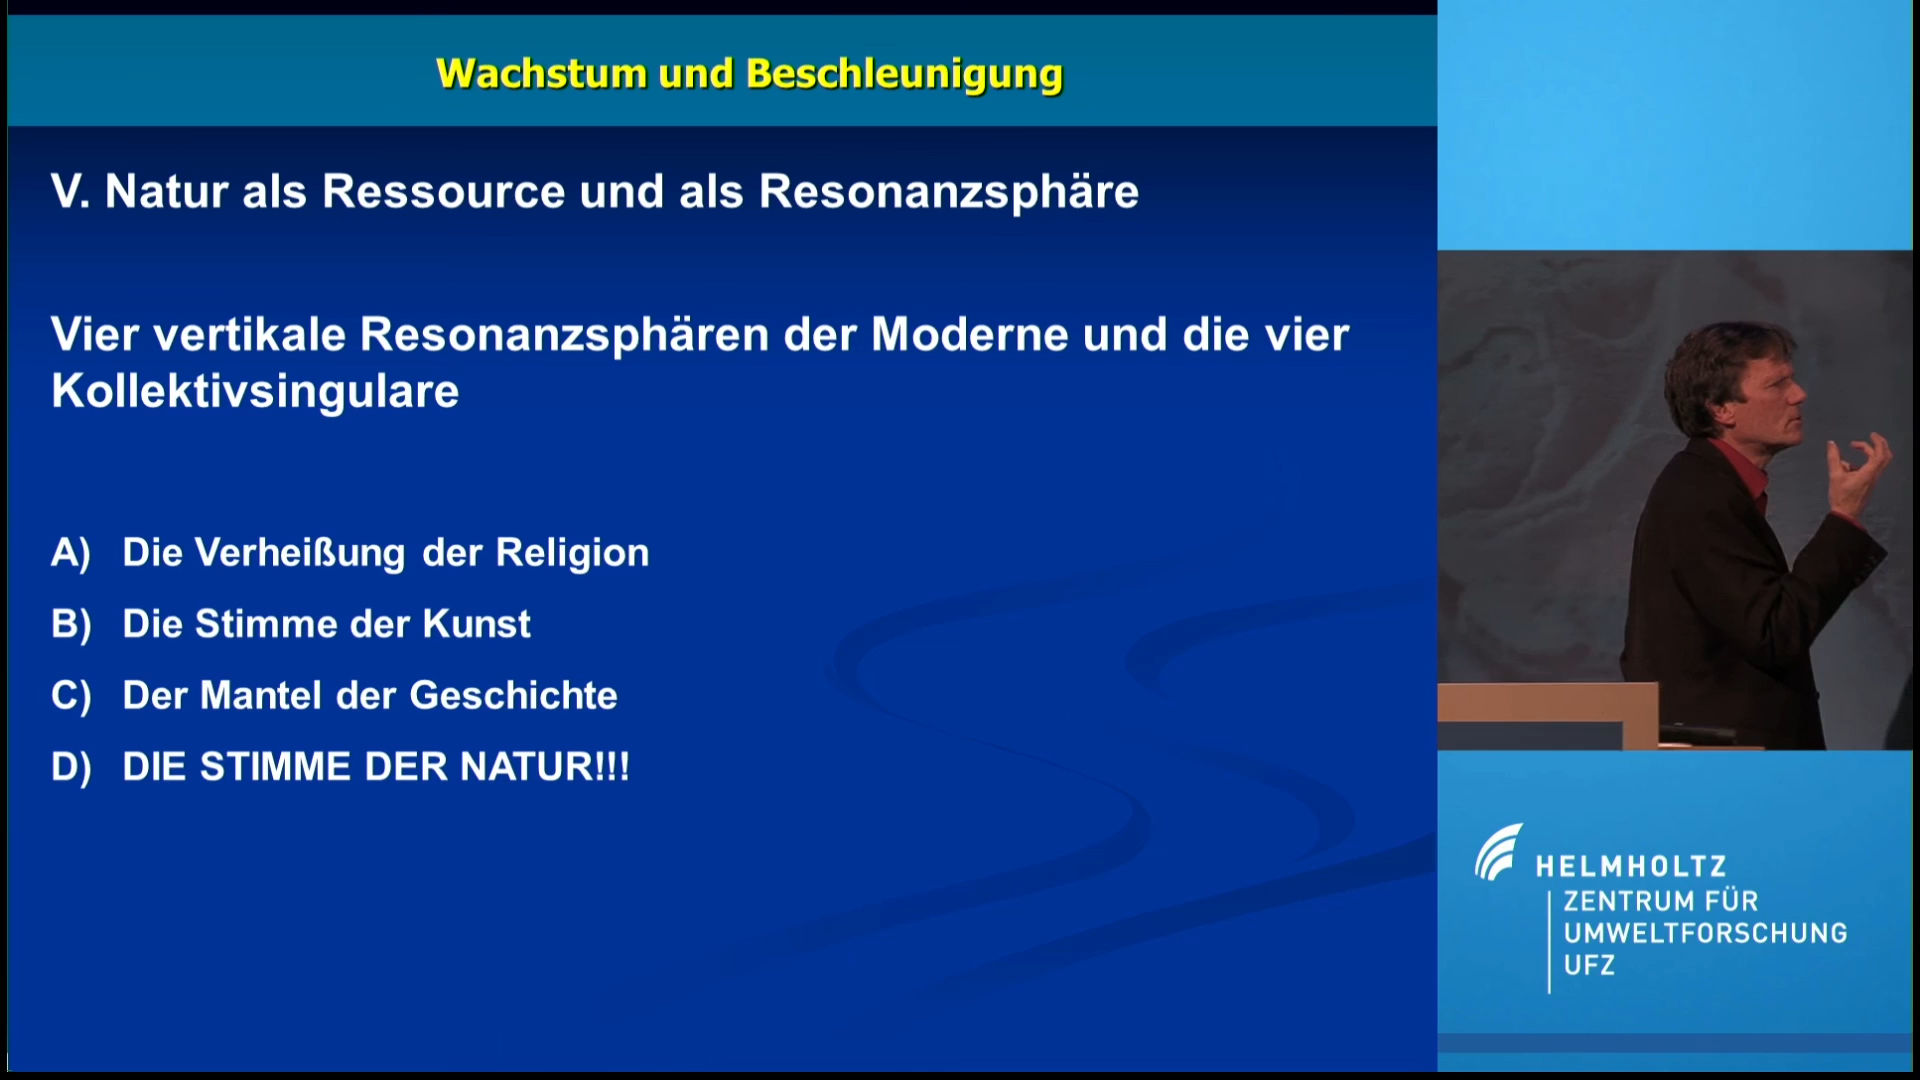 Wachstum und Beschleunigung
V. Natur als Ressource und als Resonanzsphäre
Vier vertikale Resonanzsphären der Moderne und die vier
Kollektivsingulare
A) Die Verheißung der Religion
B) Die Stimme der Kunst
C) Der Mantel der Geschichte
D) DIE STIMME DER NATUR!!!
HELMHOLTZ
ZENTRUM FÜR
UMWELTFORSCHUNG
UFZ